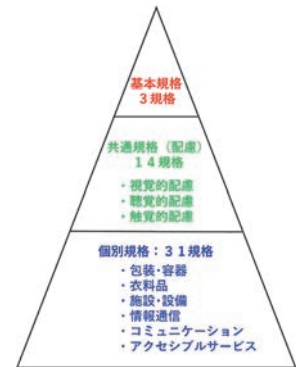 基本規格
３規格
共通規格（配慮）
１４規格
・視覚的配慮
・聴覚的配慮
・触覚的配慮
個別規格：３１規格
・包装・容器
・衣料品
・施設・設備
・情報通信
・コミュニケーション
・アクセシブルサービス